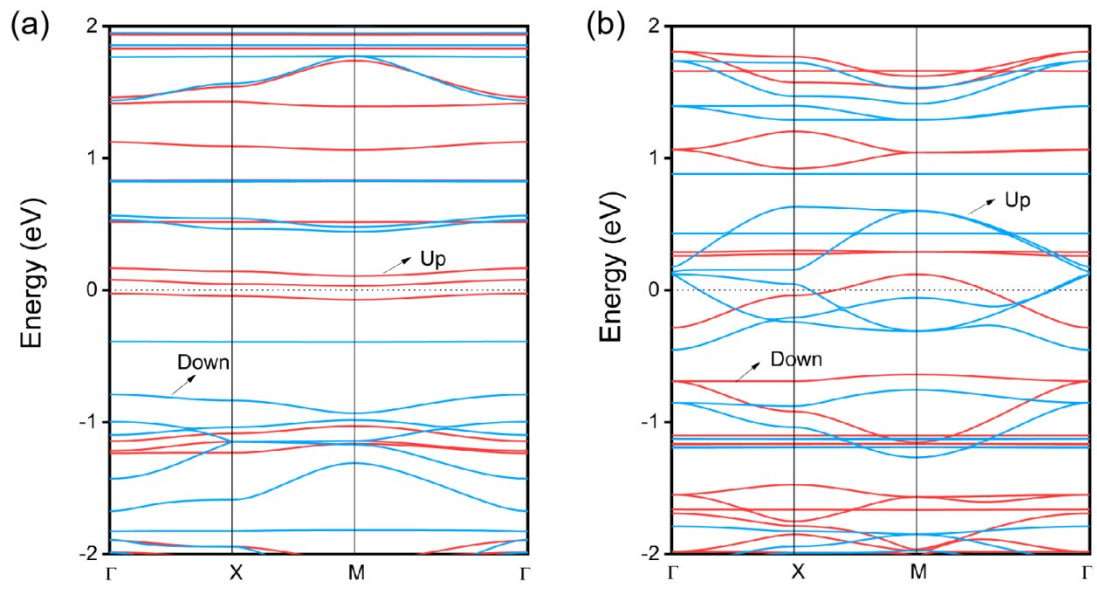 (a)
Energy (eV)
2
1
0
-1
-2
Up
Down
Γ X M Γ
(b)
Energy (eV)
2
1
0
-1
-2
Up
Down
Γ X M Γ